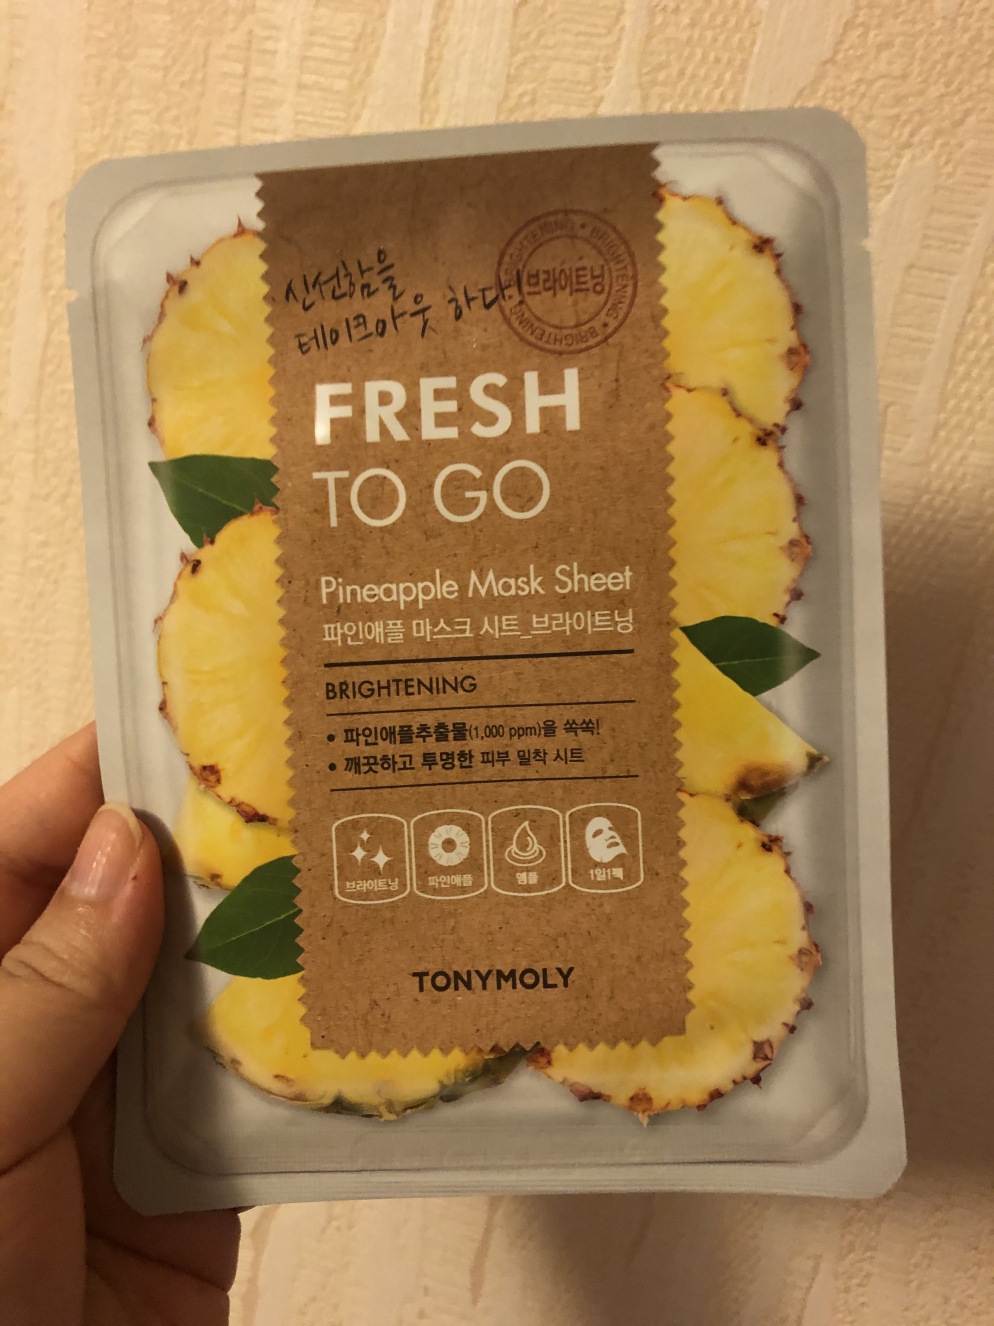 신선함을
테이크아웃 하다!
BRIGHTENING • BRIGHTENING • BRIGHTENING
브라이트닝
FRESH
TO GO
Pineapple Mask Sheet
파인애플 마스크 시트_브라이트닝
BRIGHTENING
• 파인애플추출물(1,000 ppm)을 쏙쏙!
• 깨끗하고 투명한 피부 밀착 시트
브라이트닝 파인애플 앰플 1일1팩
TONYMOLY